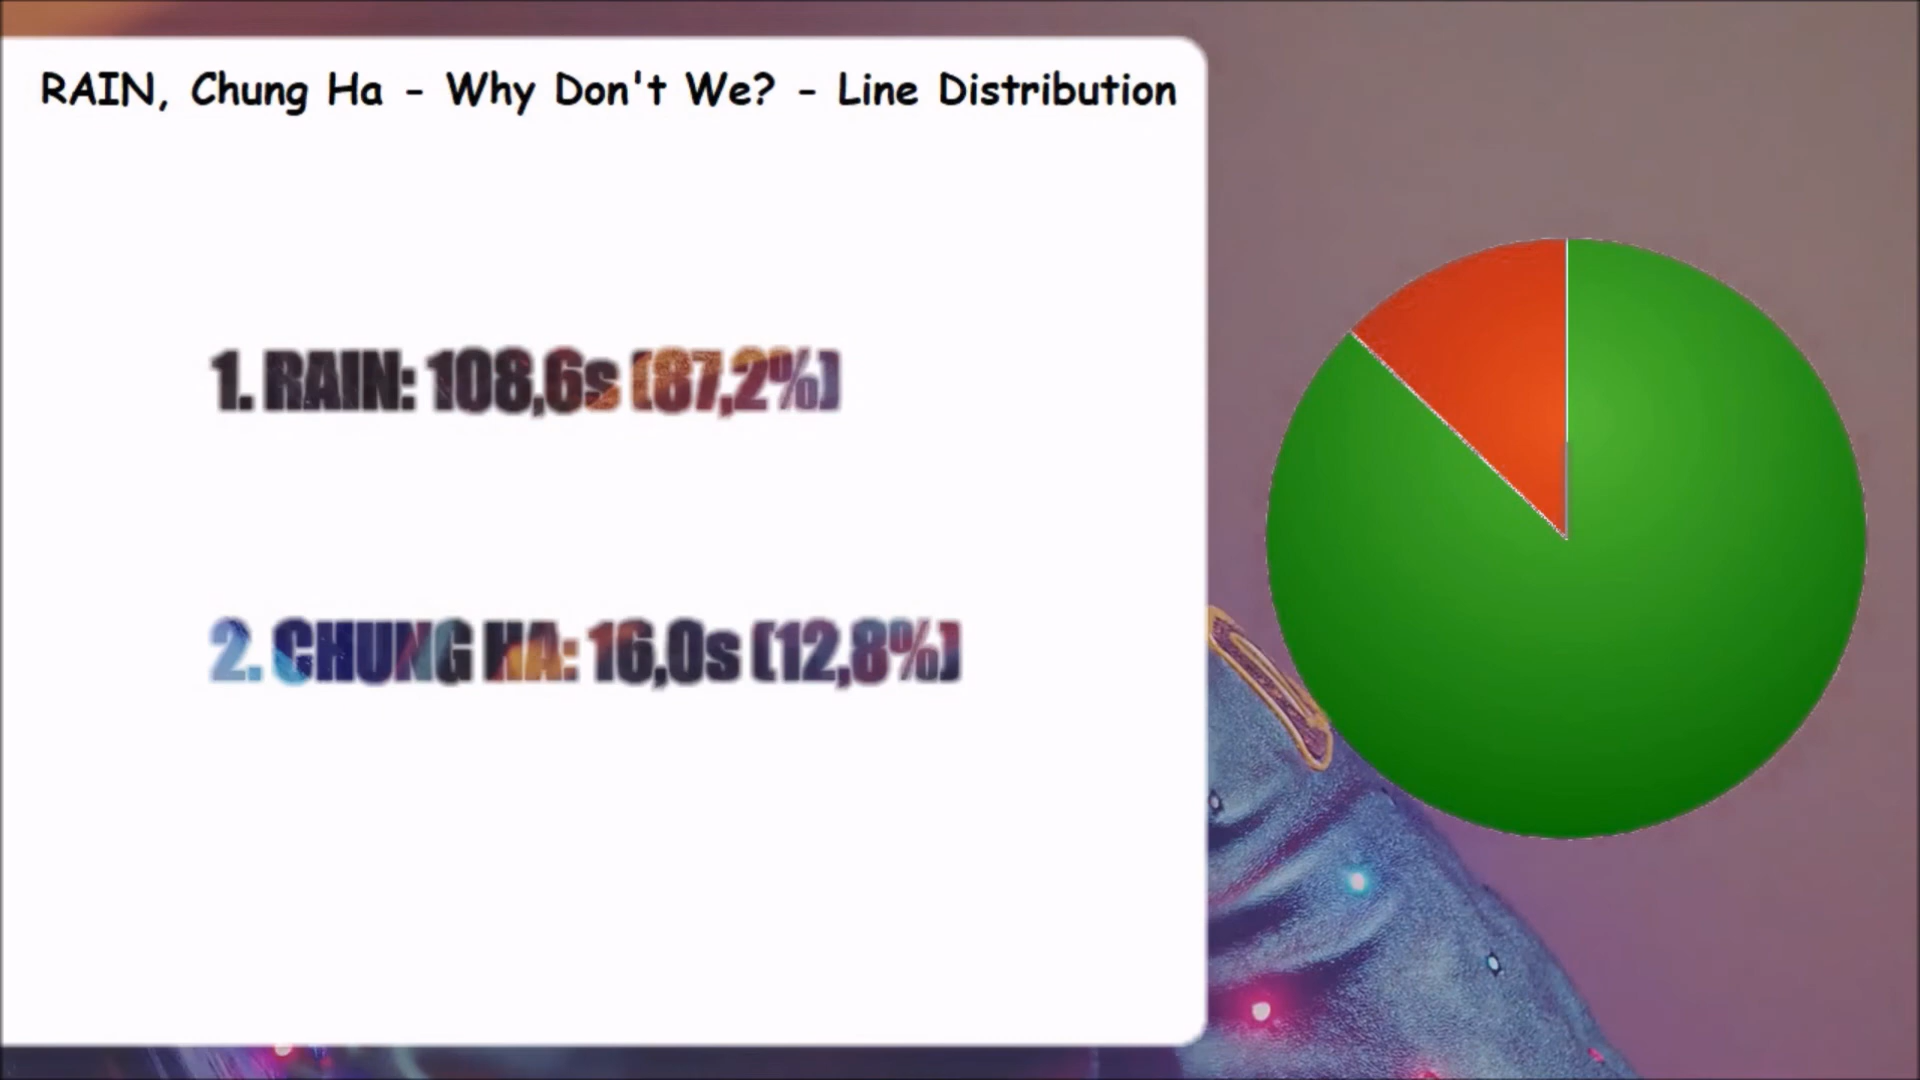 RAIN, Chung Ha - Why Don't We? - Line Distribution
1. RAIN: 108,6s (87,2%)
2. CHUNG HA: 16,0s (12,8%)